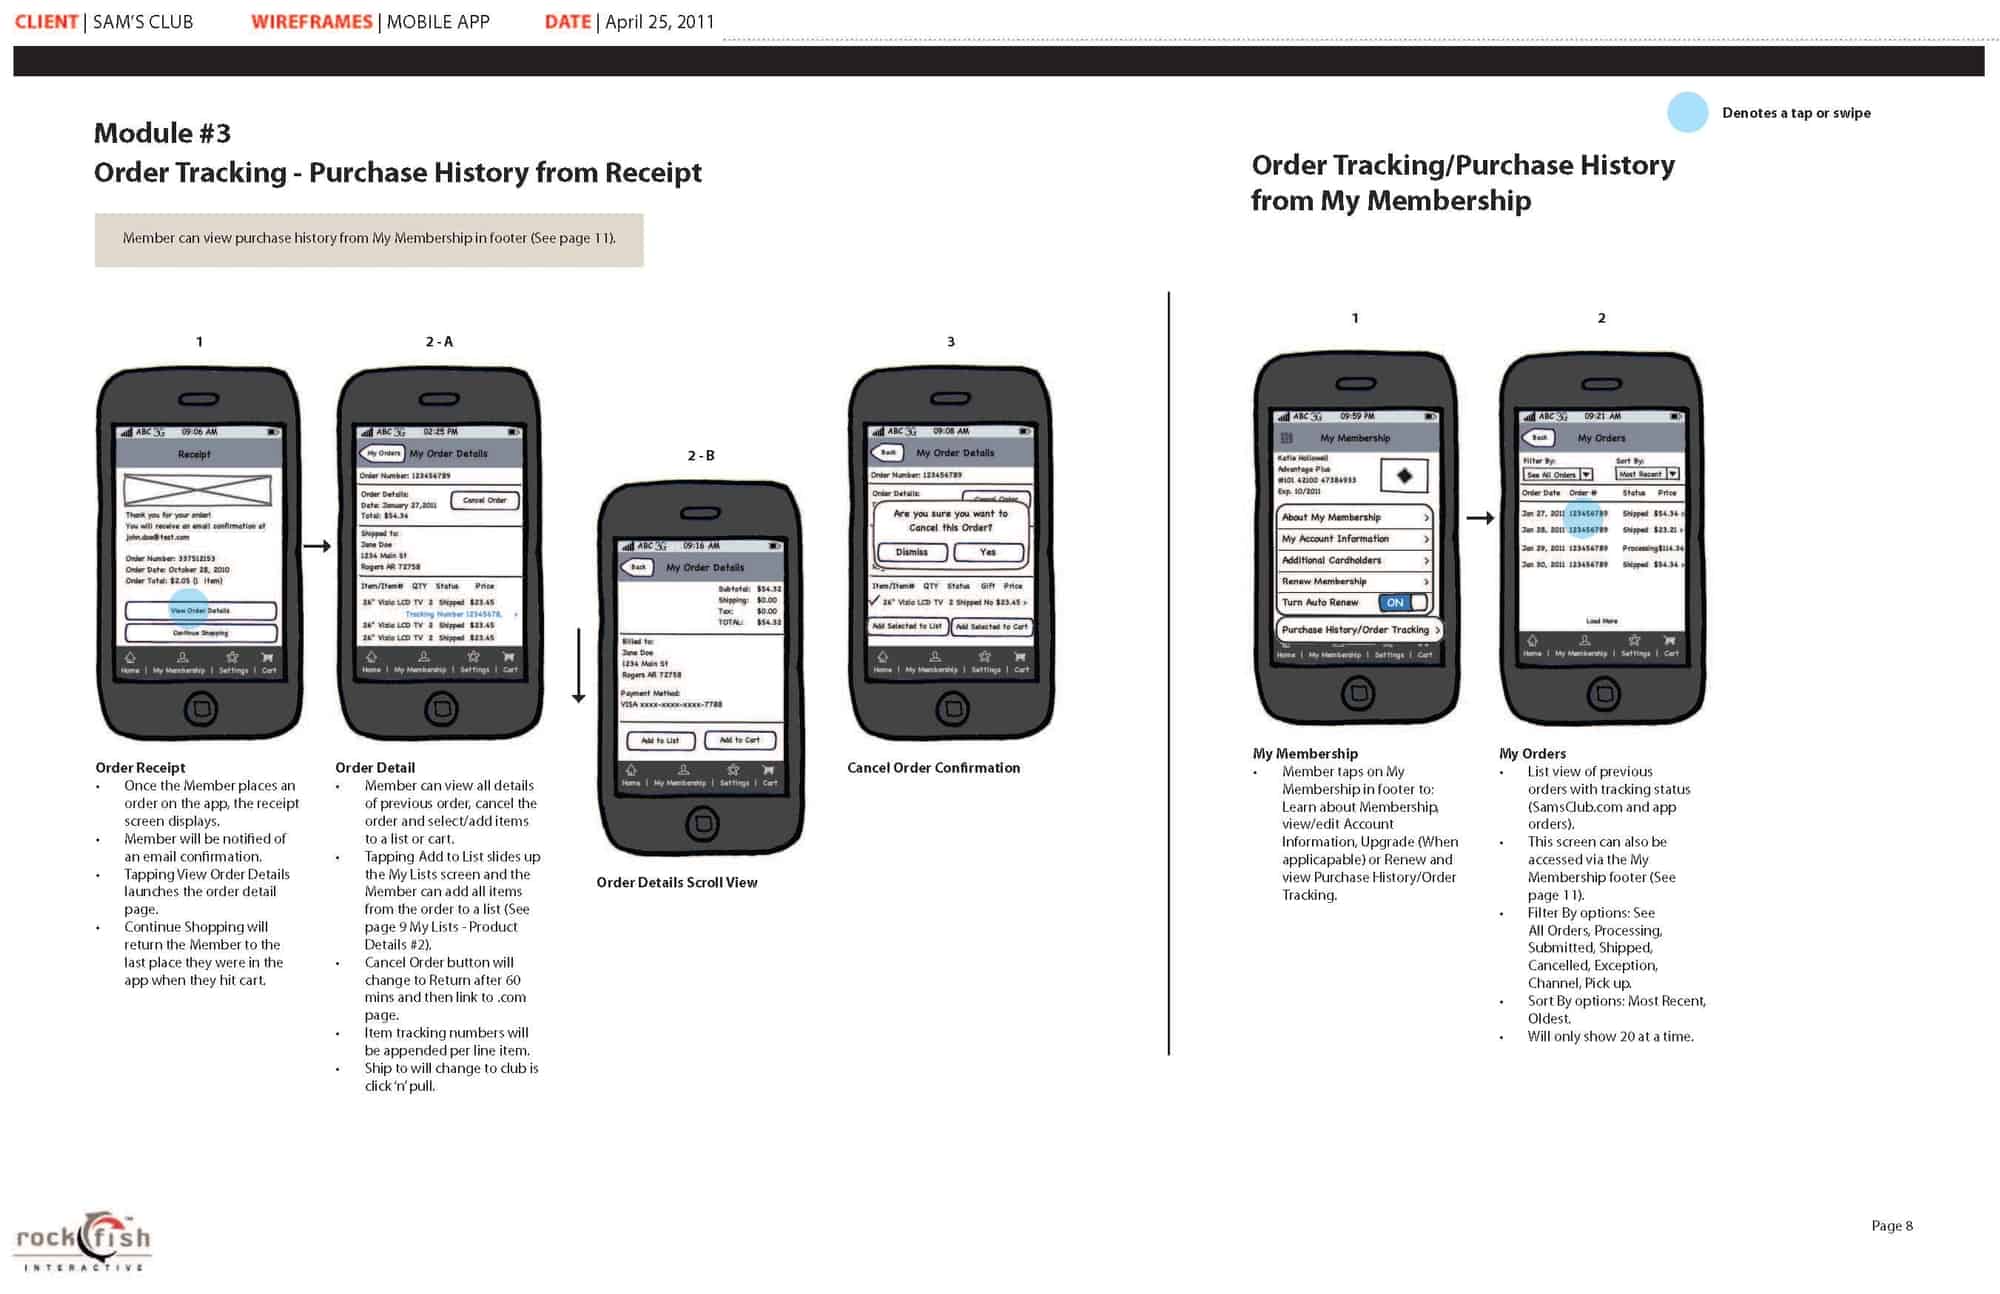 CLIENT | SAM'S CLUB WIREFRAMES | MOBILE APP DATE | April 25, 2011
Denotes a tap or swipe
Module #3
Order Tracking - Purchase History from Receipt
Member can view purchase history from My Membership in footer (See page 11).
1
ABC 3G 09:06 AM
Receipt
Thank you for your order!
You will receive an email confirmation at
john.doe@test.com
Order Number: 337512153
Order Date: October 28, 2010
Order Total: $2.05 (1 item)
View Order Details
Continue Shopping
Home | My Membership | Settings | Cart
Order Receipt
• Once the Member places an
order on the app, the receipt
screen displays.
• Member will be notified of
an email confirmation.
• Tapping View Order Details
launches the order detail
page.
• Continue Shopping will
return the Member to the
last place they were in the
app when they hit cart.
2 - A
ABC 3G 02:25 PM
My Orders My Order Details
Order Number: 123456789
Order Details:
Date: January 27,2011
Total: $54.34
Cancel Order
Shipped to:
Jane Doe
1234 Main St
Rogers AR 72758
Item/Item# QTY Status Price
26" Vizio LCD TV 2 Shipped $23.45
Tracking Number 12345678. >
26" Vizio LCD TV 2 Shipped $23.45
26" Vizio LCD TV 2 Shipped $23.45
Home | My Membership | Settings | Cart
Order Detail
• Member can view all details
of previous order, cancel the
order and select/add items
to a list or cart.
• Tapping Add to List slides up
the My Lists screen and the
Member can add all items
from the order to a list (See
page 9 My Lists - Product
Details #2).
• Cancel Order button will
change to Return after 60
mins and then link to .com
page.
• Item tracking numbers will
be appended per line item.
• Ship to will change to club is
click 'n' pull.
2 - B
ABC 3G 09:16 AM
Back My Order Details
Subtotal: $54.32
Shipping: $0.00
Tax: $0.00
TOTAL: $54.32
Billed to:
Jane Doe
1234 Main St
Rogers AR 72758
Payment Method:
VISA xxxx-xxxx-xxxx-7788
Add to List Add to Cart
Home | My Membership | Settings | Cart
Order Details Scroll View
3
ABC 3G 09:08 AM
Back My Order Details
Order Number: 123456789
Order Details:
Cancel Order
Are you sure you want to
Cancel this Order?
Dismiss Yes
Item/Item# QTY Status Gift Price
26" Vizio LCD TV 2 Shipped No $23.45 >
Add Selected to List Add Selected to Cart
Home | My Membership | Settings | Cart
Cancel Order Confirmation
Order Tracking/Purchase History
from My Membership
1
ABC 3G 09:59 PM
My Membership
Katie Hollowell
Advantage Plus
#101 42100 47384933
Exp. 10/2011
About My Membership >
My Account Information >
Additional Cardholders >
Renew Membership >
Turn Auto Renew ON
Purchase History/Order Tracking >
Home | My Membership | Settings | Cart
My Membership
• Member taps on My
Membership in footer to:
Learn about Membership,
view/edit Account
Information, Upgrade (When
applicapable) or Renew and
view Purchase History/Order
Tracking.
2
ABC 3G 09:21 AM
Back My Orders
Filter By: Sort By:
See All Orders Most Recent
Order Date Order # Status Price
Jan 27, 2011 123456789 Shipped $54.34 >
Jan 28, 2011 123456789 Shipped $23.21 >
Jan 29, 2011 123456789 Processing $114.34
Jan 30, 2011 123456789 Shipped $54.34 >
Load More
Home | My Membership | Settings | Cart
My Orders
• List view of previous
orders with tracking status
(SamsClub.com and app
orders).
• This screen can also be
accessed via the My
Membership footer (See
page 11).
• Filter By options: See
All Orders, Processing,
Submitted, Shipped,
Cancelled, Exception,
Channel, Pick up.
• Sort By options: Most Recent,
Oldest.
• Will only show 20 at a time.
rockfish™
INTERACTIVE
Page 8